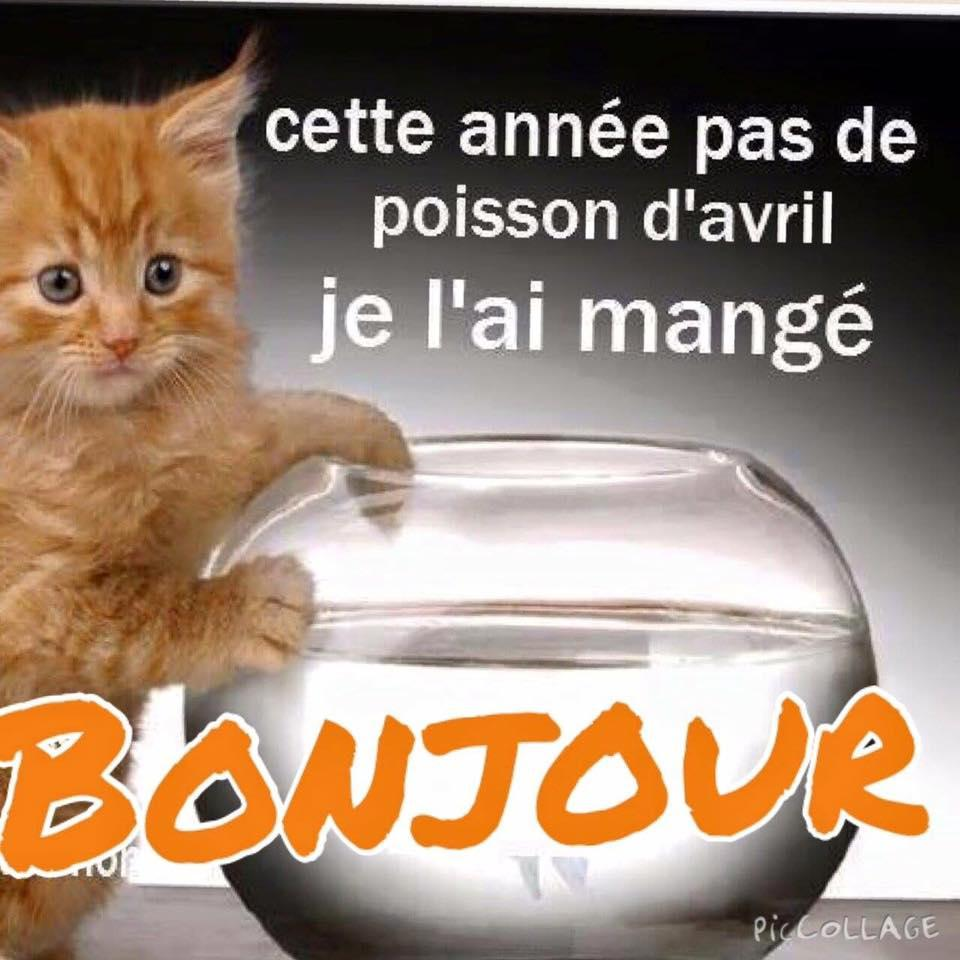 cette année pas de
poisson d'avril
je l'ai mangé
BONJOUR
PicCOLLAGE